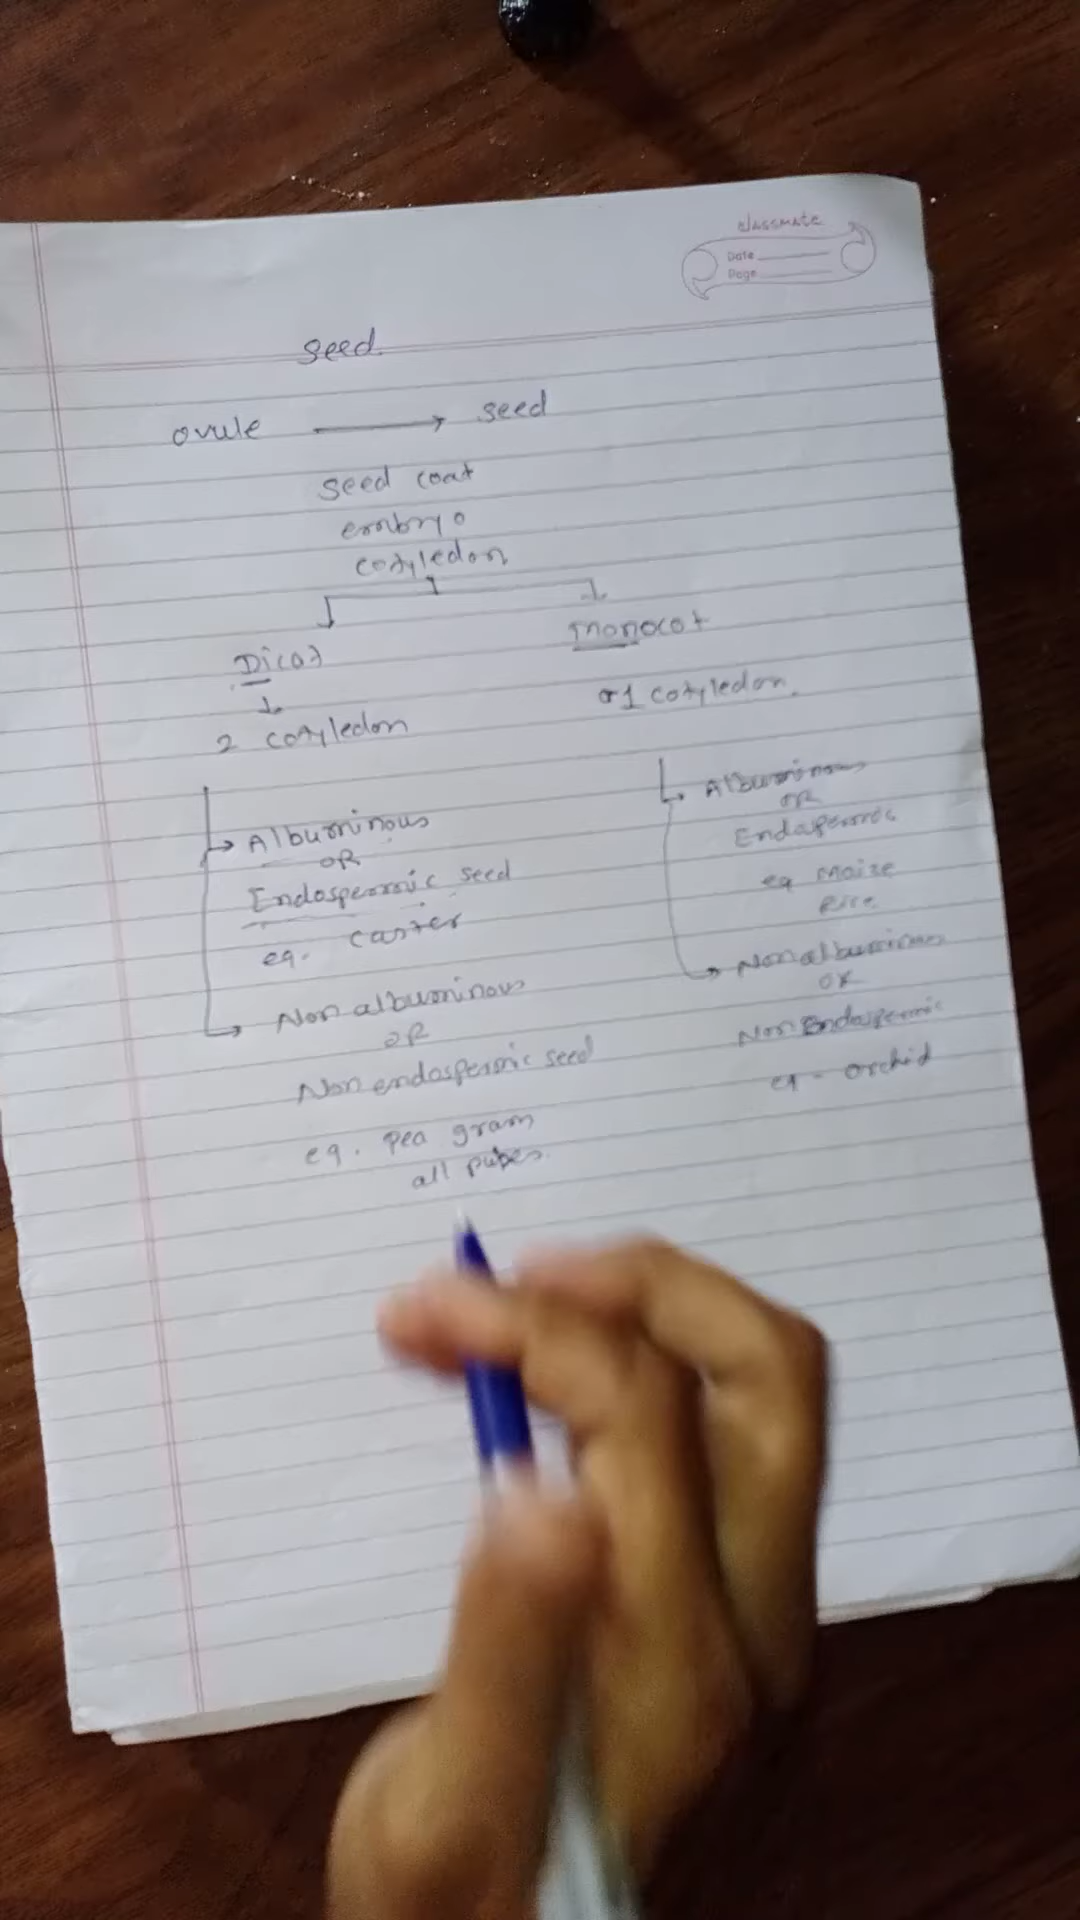 classmate
Date
Page
seed
ovule → seed
seed coat
embryo
cotyledon
Dicot
monocot
2 cotyledon
1 cotyledon.
Albuminous
OR
Endospermic seed
eg. caster
Non albuminous
OR
Non endospermic seed
eg. pea gram
all
Albuminous
OR
Endospermic
eg maize
Rice
Non albuminous
OR
Non Endospermic
eg - orchid